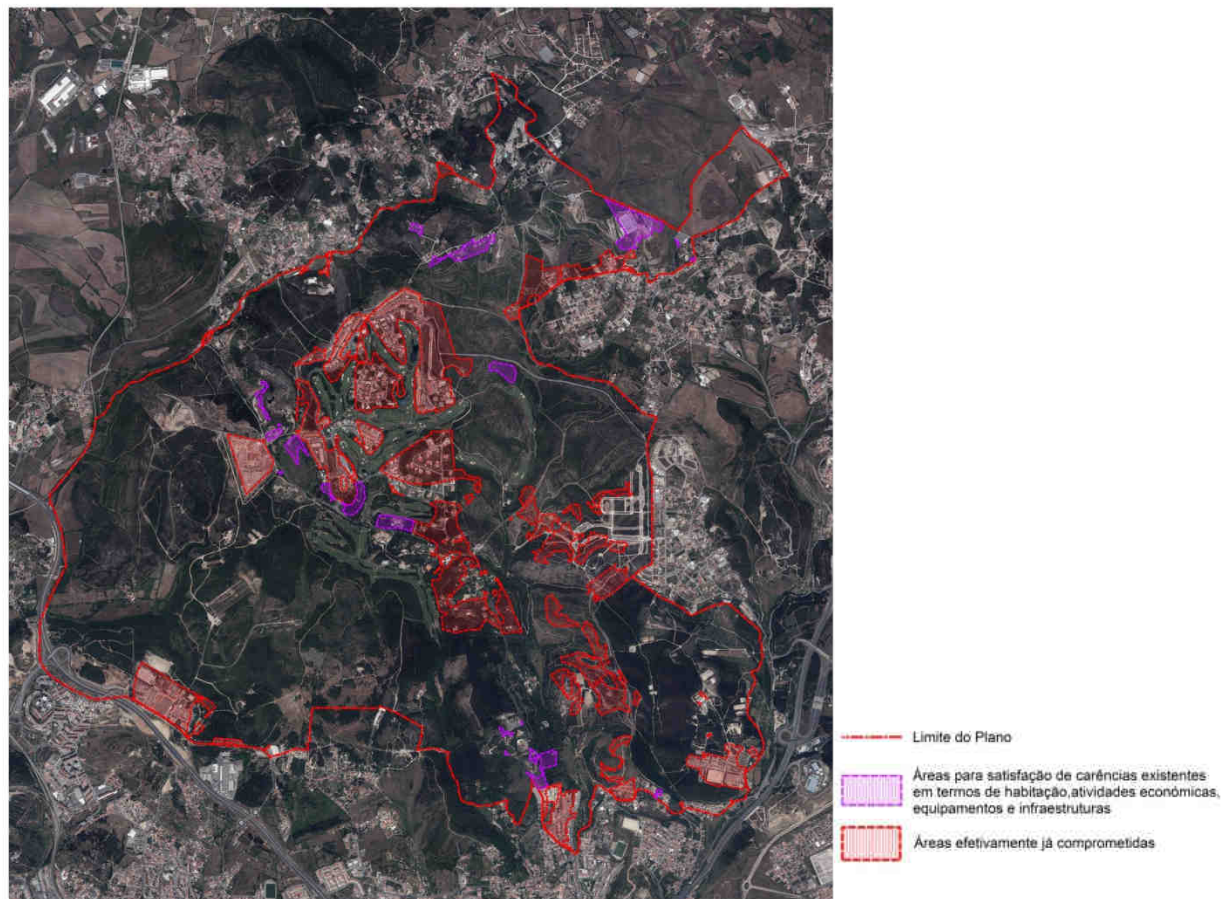 Limite do Plano
Áreas para satisfação de carências existentes
em termos de habitação,atividades económicas,
equipamentos e infraestruturas
Áreas efetivamente já comprometidas